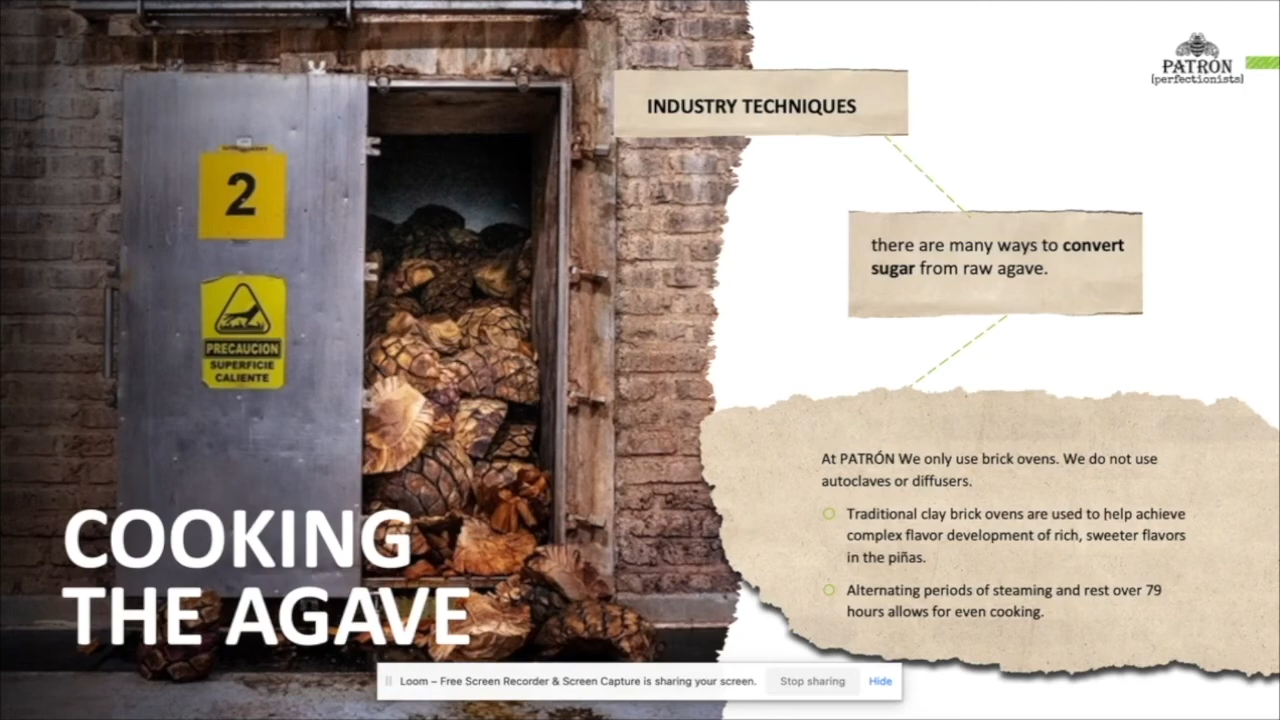 PATRÓN
[perfectionists]
INDUSTRY TECHNIQUES
there are many ways to convert
sugar from raw agave.
2
PRECAUCION
SUPERFICIE
CALIENTE
At PATRÓN We only use brick ovens. We do not use
autoclaves or diffusers.
Traditional clay brick ovens are used to help achieve
complex flavor development of rich, sweeter flavors
in the piñas.
Alternating periods of steaming and rest over 79
hours allows for even cooking.
COOKING
THE AGAVE
Loom – Free Screen Recorder & Screen Capture is sharing your screen. Stop sharing Hide